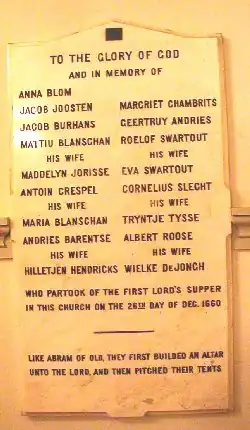 TO THE GLORY OF GOD
AND IN MEMORY OF
ANNA BLOM
JACOB JOOSTEN MARGRIET CHAMBRITS
JACOB BURHANS GEERTRUY ANDRIES
MATTIU BLANSCHAN ROELOF SWARTOUT
HIS WIFE HIS WIFE
MADDELYN JORISSE EVA SWARTOUT
ANTOIN CRESPEL CORNELIUS SLECHT
HIS WIFE HIS WIFE
MARIA BLANSCHAN TRYNTJE TYSSE
ANDRIES BARENTSE ALBERT ROOSE
HIS WIFE HIS WIFE
HILLETJEN HENDRICKS WIELKE DEJONGH
WHO PARTOOK OF THE FIRST LORD'S SUPPER
IN THIS CHURCH ON THE 26TH DAY OF DEC. 1660
LIKE ABRAM OF OLD, THEY FIRST BUILDED AN ALTAR
UNTO THE LORD, AND THEN PITCHED THEIR TENTS